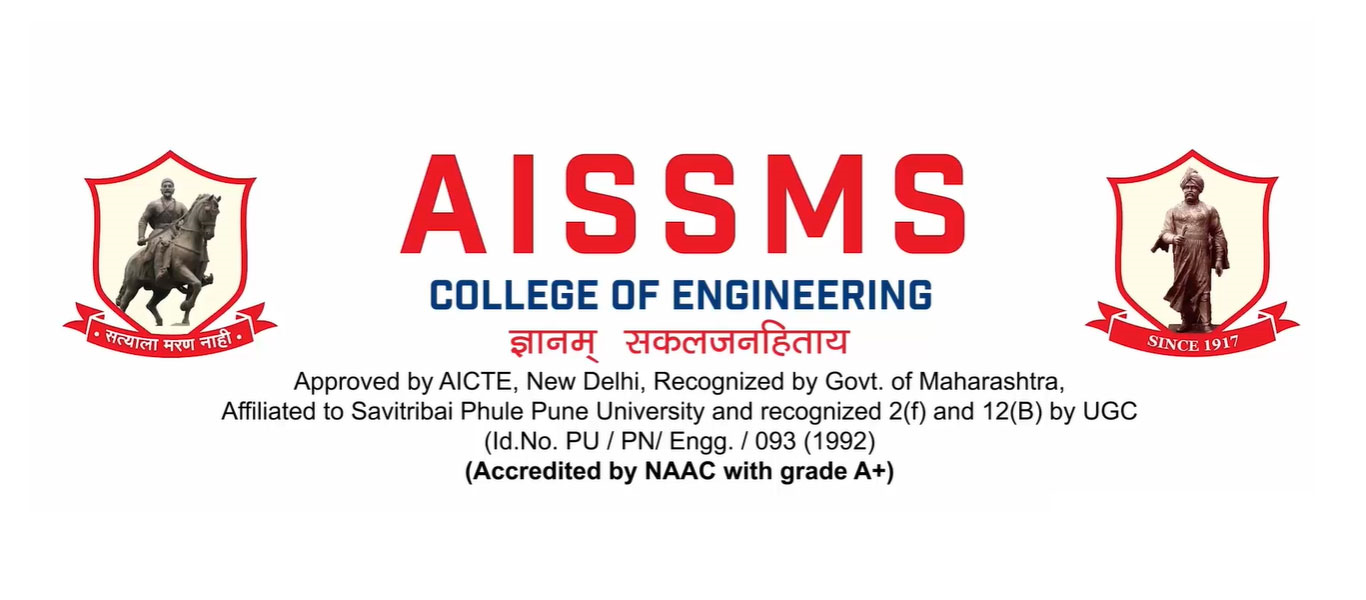 AISSMS
COLLEGE OF ENGINEERING
ज्ञानम् सकलजनहिताय
Approved by AICTE, New Delhi, Recognized by Govt. of Maharashtra,
Affiliated to Savitribai Phule Pune University and recognized 2(f) and 12(B) by UGC
(Id.No. PU / PN/ Engg. / 093 (1992)
(Accredited by NAAC with grade A+)
• सत्याला मरण नाही •
SINCE 1917